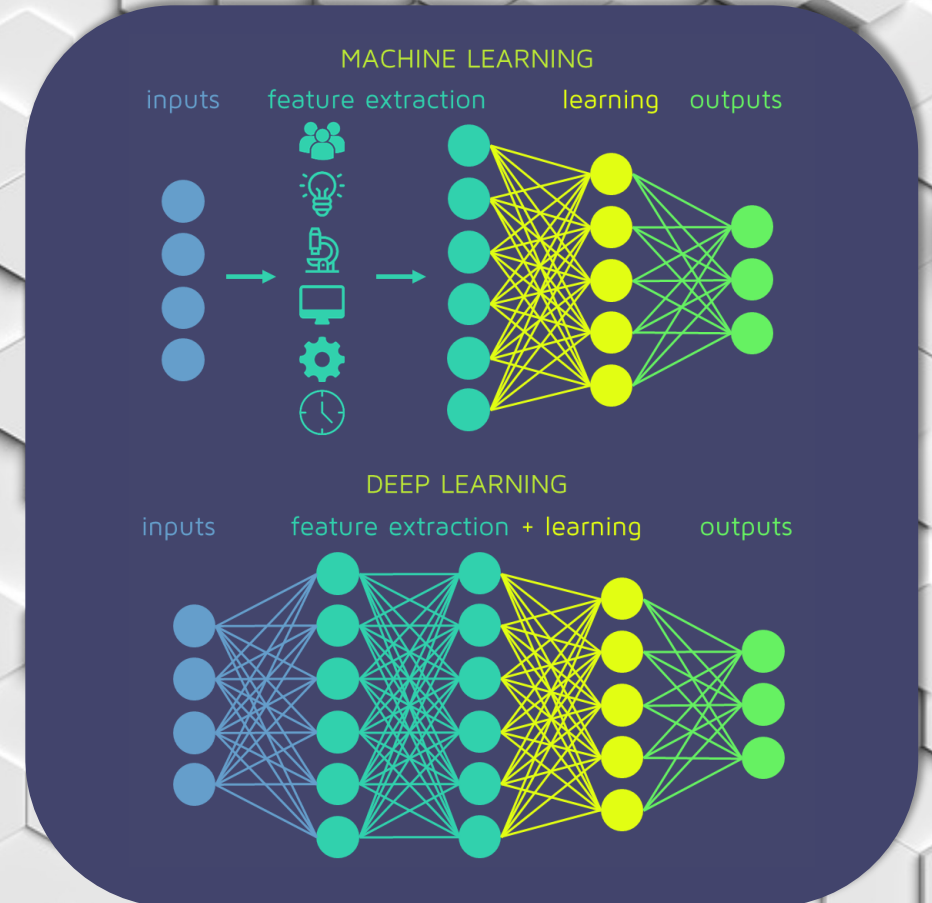 MACHINE LEARNING
inputs feature extraction learning outputs
DEEP LEARNING
inputs feature extraction + learning outputs